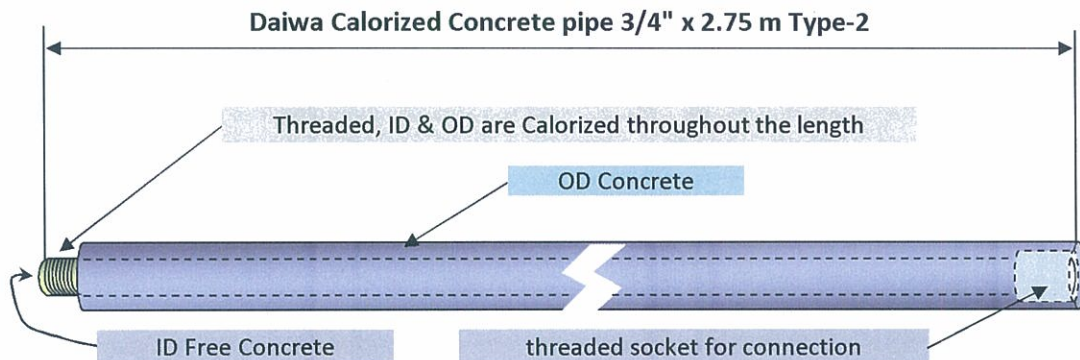 Daiwa Calorized Concrete pipe 3/4" x 2.75 m Type-2
Threaded, ID & OD are Calorized throughout the length
OD Concrete
ID Free Concrete
threaded socket for connection